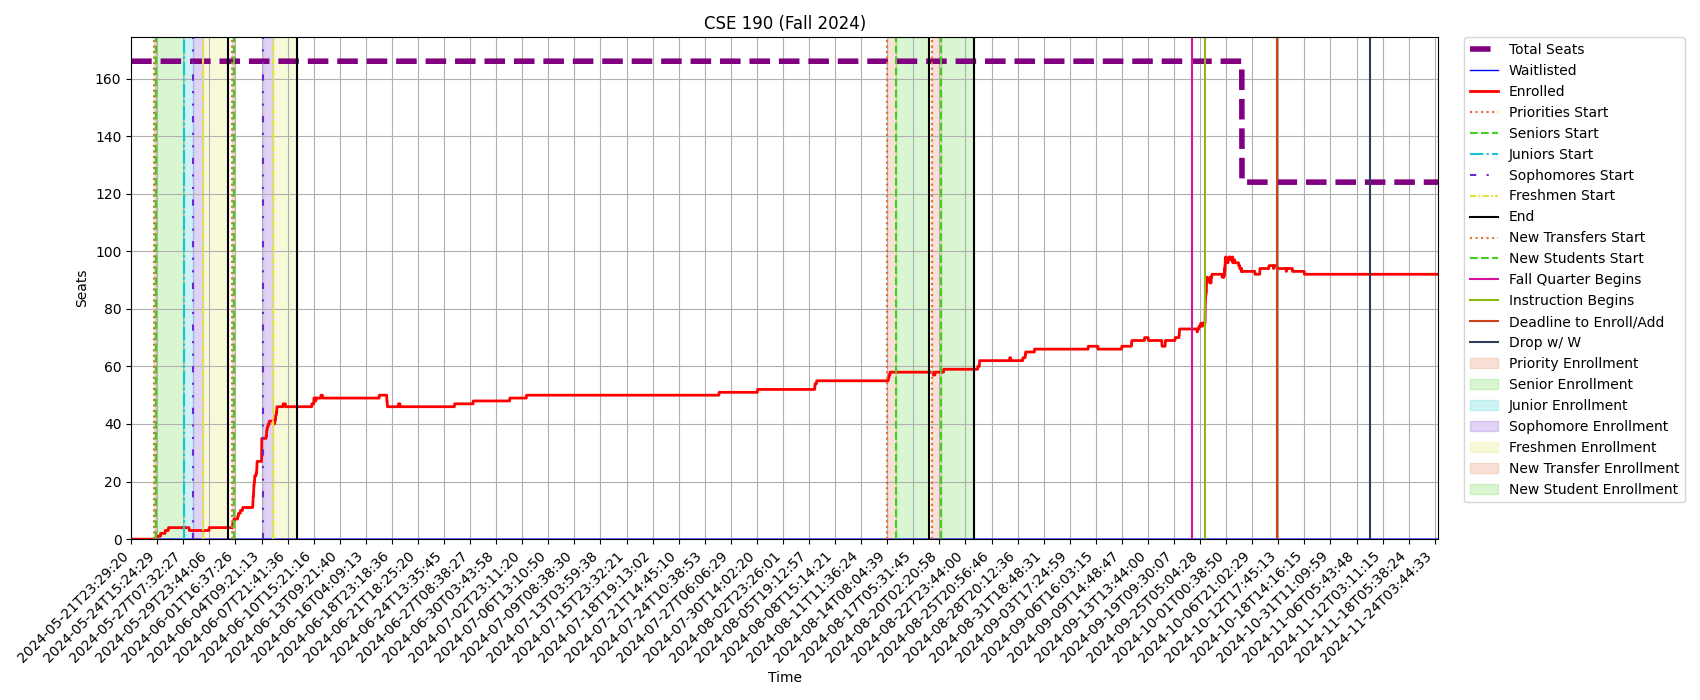 CSE 190 (Fall 2024)
Seats
160
140
120
100
80
60
40
20
0
2024-05-21T23:29:20
2024-05-24T15:24:29
2024-05-27T07:32:27
2024-05-29T23:44:06
2024-06-01T16:37:26
2024-06-04T09:21:13
2024-06-07T21:41:36
2024-06-10T15:21:16
2024-06-13T09:21:40
2024-06-16T04:09:13
2024-06-18T23:18:36
2024-06-21T18:25:20
2024-06-24T13:35:45
2024-06-27T08:38:27
2024-06-30T03:43:58
2024-07-02T23:11:20
2024-07-06T13:10:50
2024-07-09T08:38:30
2024-07-13T03:59:38
2024-07-15T23:32:21
2024-07-18T19:13:02
2024-07-21T14:45:10
2024-07-24T10:38:53
2024-07-27T06:06:29
2024-07-30T14:02:20
2024-08-02T23:26:01
2024-08-05T19:12:57
2024-08-08T15:14:21
2024-08-11T11:36:24
2024-08-14T08:04:39
2024-08-17T05:31:45
2024-08-20T02:20:58
2024-08-22T23:44:00
2024-08-25T20:56:46
2024-08-28T20:12:36
2024-08-31T18:48:31
2024-09-03T17:24:59
2024-09-06T16:03:15
2024-09-09T14:48:47
2024-09-13T13:44:00
2024-09-19T09:30:07
2024-09-25T05:04:28
2024-10-01T00:38:50
2024-10-06T21:02:29
2024-10-12T17:45:13
2024-10-18T14:16:15
2024-10-31T11:09:59
2024-11-06T05:43:48
2024-11-12T03:11:15
2024-11-18T05:38:24
2024-11-24T03:44:33
Time
Total Seats
Waitlisted
Enrolled
Priorities Start
Seniors Start
Juniors Start
Sophomores Start
Freshmen Start
End
New Transfers Start
New Students Start
Fall Quarter Begins
Instruction Begins
Deadline to Enroll/Add
Drop w/ W
Priority Enrollment
Senior Enrollment
Junior Enrollment
Sophomore Enrollment
Freshmen Enrollment
New Transfer Enrollment
New Student Enrollment